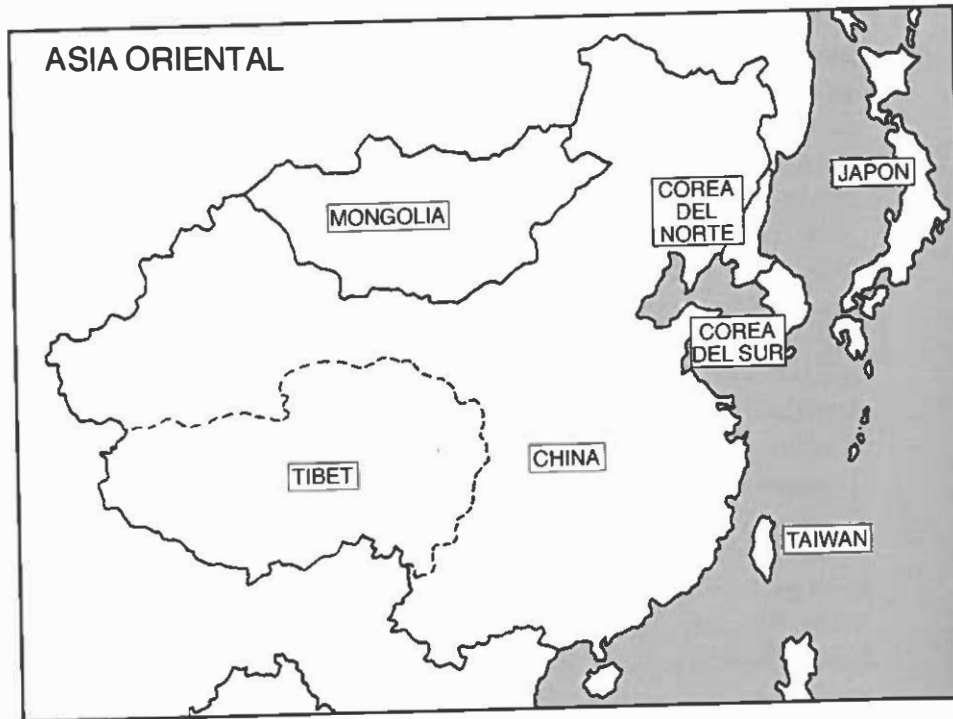 ASIA ORIENTAL
MONGOLIA
COREA
DEL
NORTE
JAPON
COREA
DEL SUR
TIBET
CHINA
TAIWAN